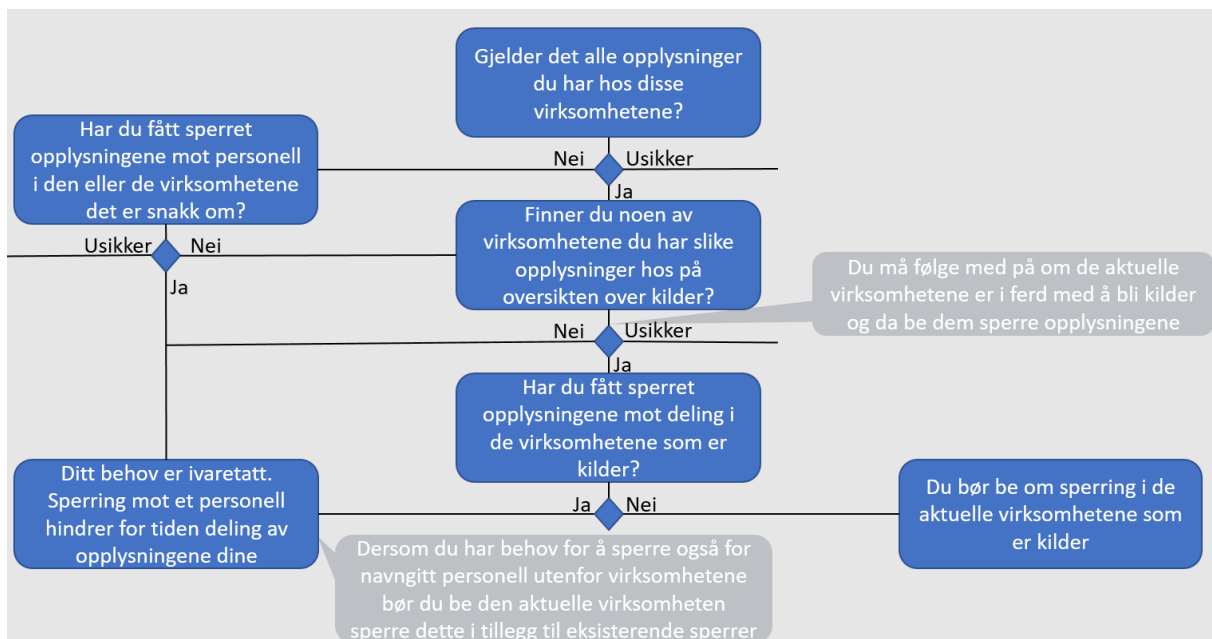 Gjelder det alle opplysninger
du har hos disse
virksomhetene?
Har du fått sperret
opplysningene mot personell
i den eller de virksomhetene
det er snakk om?
Nei
Usikker
Ja
Finner du noen av
virksomhetene du har slike
opplysninger hos på
oversikten over kilder?
Usikker
Nei
Ja
Du må følge med på om de aktuelle
virksomhetene er i ferd med å bli kilder
og da be dem sperre opplysningene
Nei
Usikker
Ja
Har du fått sperret
opplysningene mot deling i
de virksomhetene som er
kilder?
Ditt behov er ivaretatt.
Sperring mot et personell
hindrer for tiden deling av
opplysningene dine
Ja
Nei
Du bør be om sperring i de
aktuelle virksomhetene som
er kilder
Dersom du har behov for å sperre også for
navngitt personell utenfor virksomhetene
bør du be den aktuelle virksomheten
sperre dette i tillegg til eksisterende sperrer